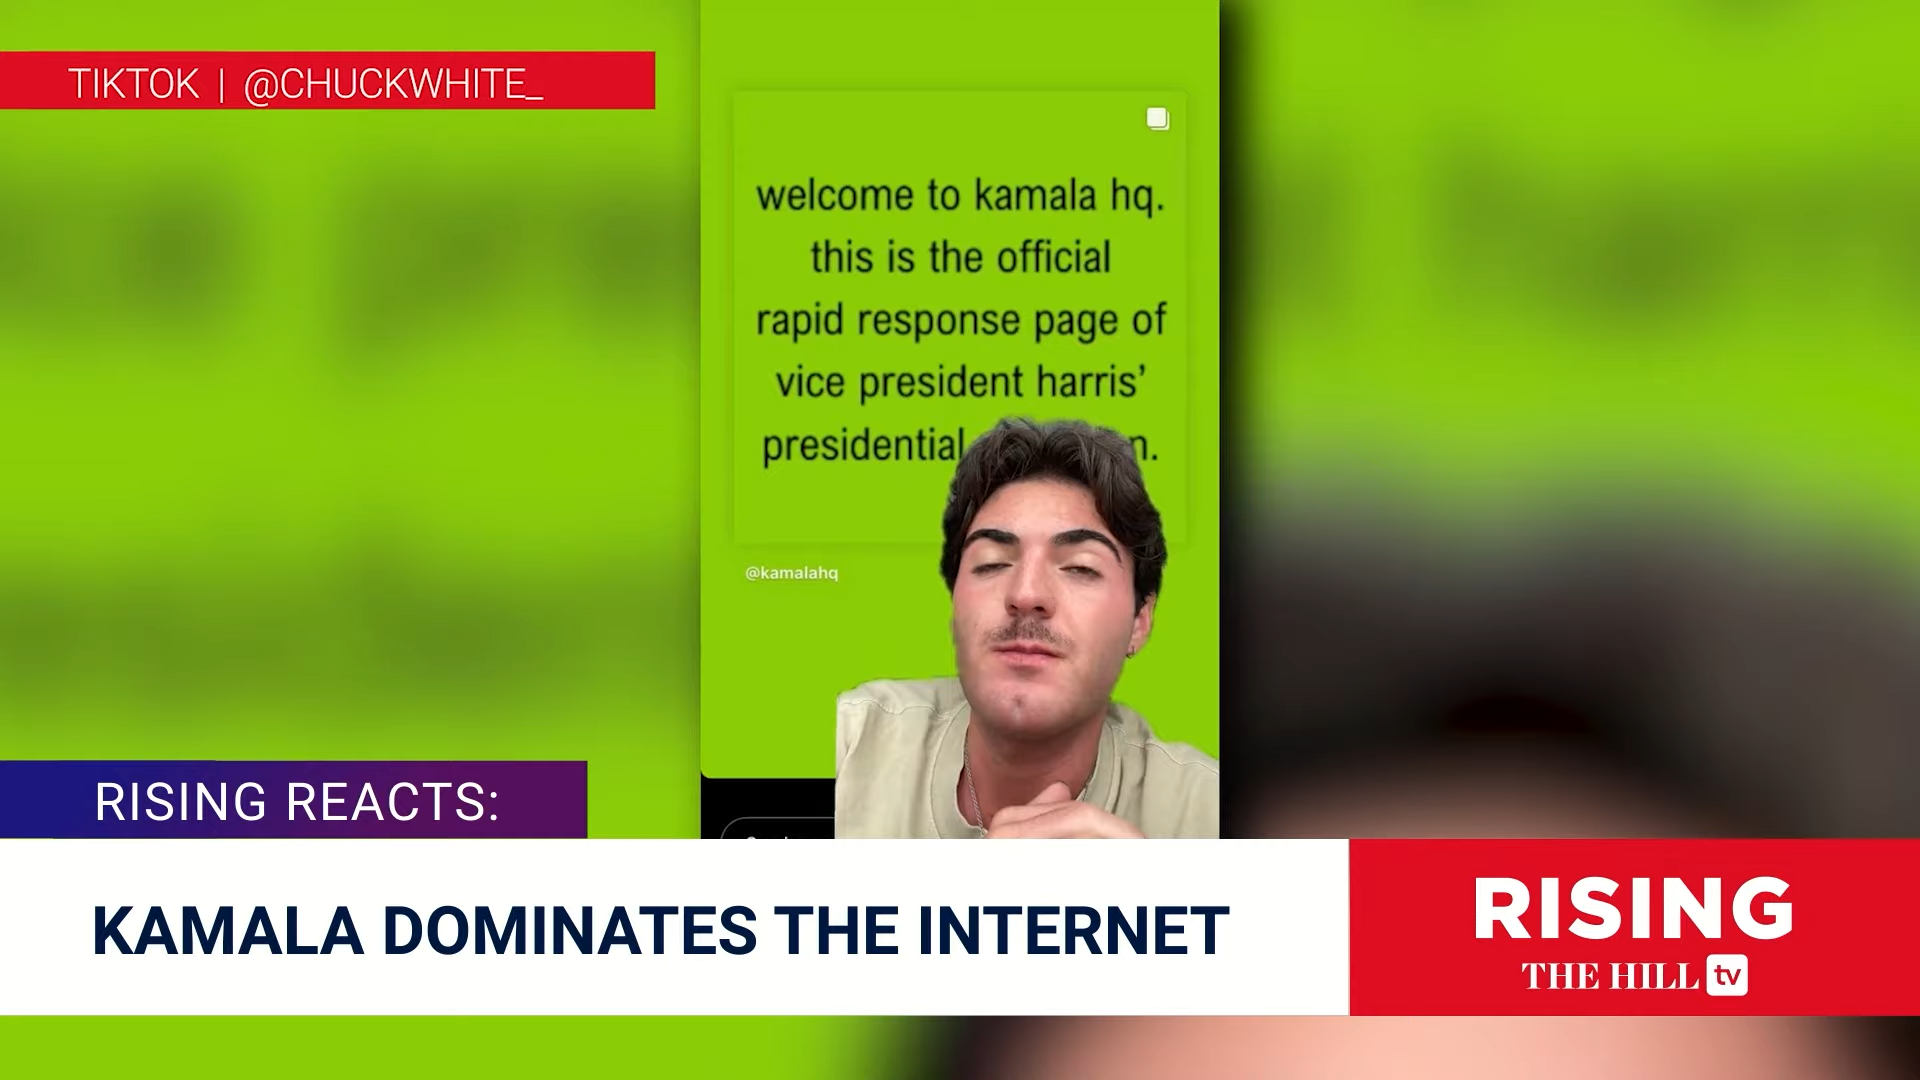 TIKTOK | @CHUCKWHITE_
welcome to kamala hq.
this is the official
rapid response page of
vice president harris’
presidential
n.
@kamalahq
RISING REACTS:
KAMALA DOMINATES THE INTERNET
RISING
THE HILL tv